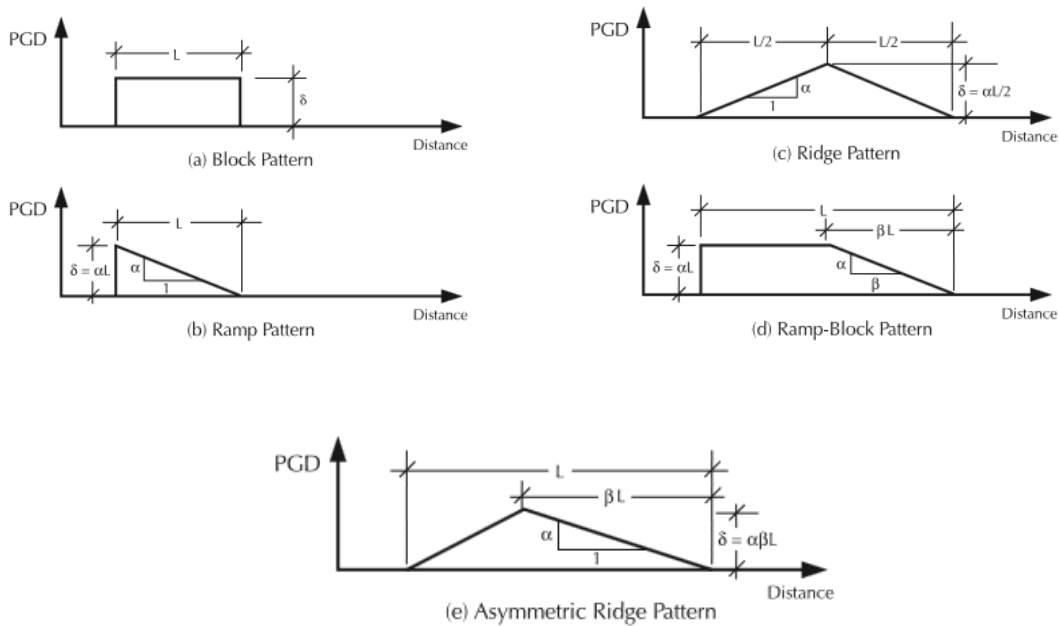 PGD
L
δ
Distance
(a) Block Pattern
PGD
L
δ = αL
α
1
Distance
(b) Ramp Pattern
PGD
L/2
L/2
α
1
δ = αL/2
Distance
(c) Ridge Pattern
PGD
L
βL
δ = αL
α
β
Distance
(d) Ramp-Block Pattern
PGD
L
βL
α
1
δ = αβL
Distance
(e) Asymmetric Ridge Pattern